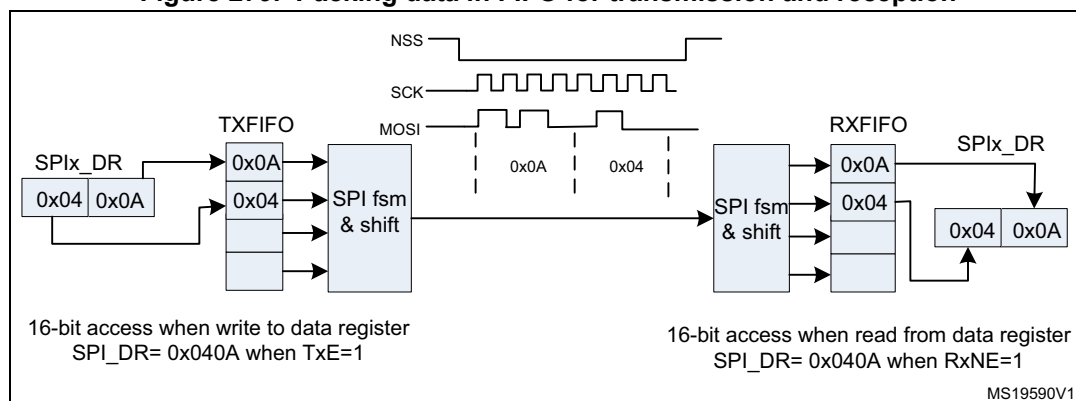 Packing data in FIFO for transmission and reception
NSS
SCK
MOSI
0x0A 0x04
TXFIFO
0x0A
0x04
SPIx_DR
0x04 0x0A
SPI fsm
& shift
SPI fsm
& shift
RXFIFO
0x0A
0x04
SPIx_DR
0x04 0x0A
16-bit access when write to data register
SPI_DR= 0x040A when TxE=1
16-bit access when read from data register
SPI_DR= 0x040A when RxNE=1
MS19590V1